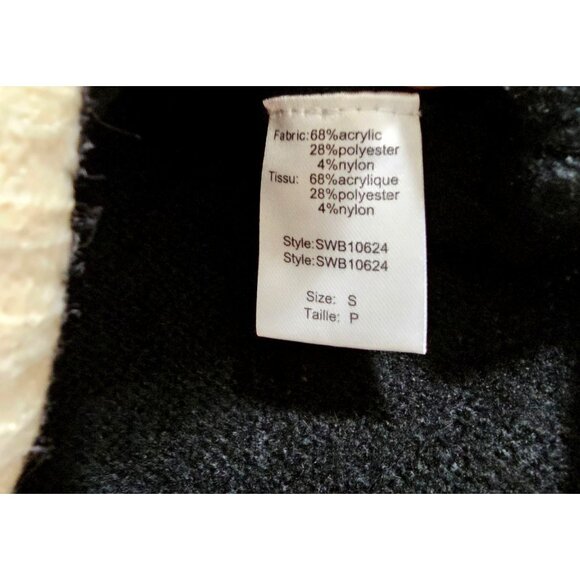 Fabric:68%acrylic
28%polyester
4%nylon
Tissu: 68%acrylique
28%polyester
4%nylon
Style:SWB10624
Style:SWB10624
Size: S
Taille: P